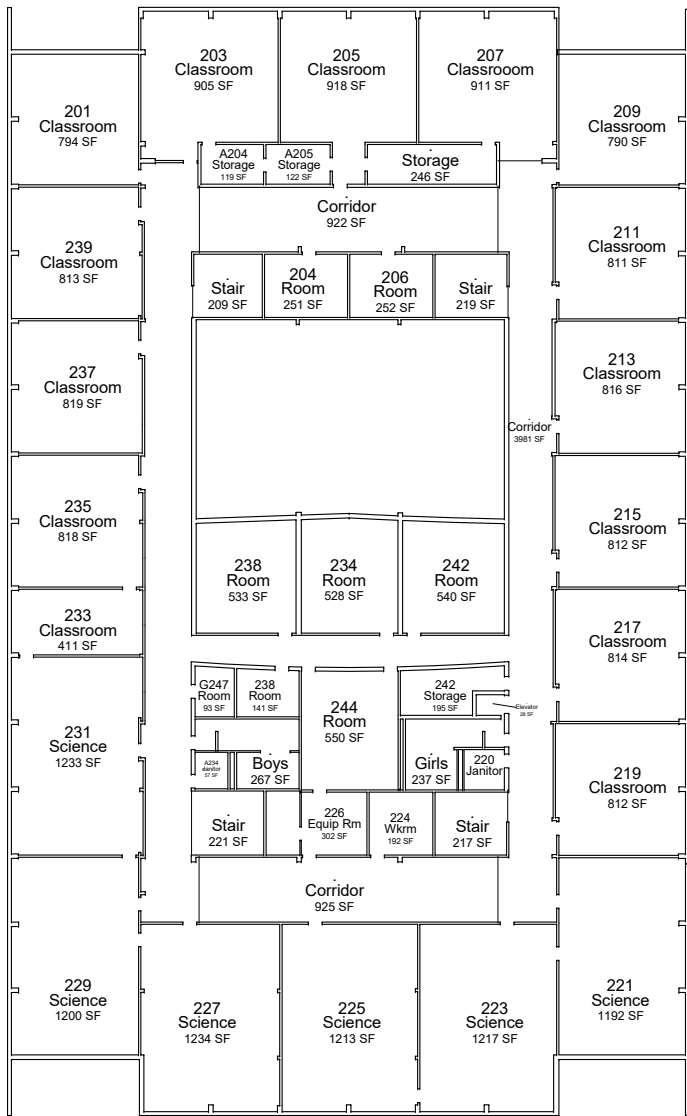 203
Classroom
905 SF
205
Classroom
918 SF
207
Classrooom
911 SF
201
Classroom
794 SF
209
Classroom
790 SF
A204
Storage
119 SF
A205
Storage
122 SF
Storage
246 SF
Corridor
922 SF
239
Classroom
813 SF
211
Classroom
811 SF
Stair
209 SF
204
Room
251 SF
206
Room
252 SF
Stair
219 SF
237
Classroom
819 SF
213
Classroom
816 SF
Corridor
3981 SF
235
Classroom
818 SF
215
Classroom
812 SF
238
Room
533 SF
234
Room
528 SF
242
Room
540 SF
233
Classroom
411 SF
217
Classroom
814 SF
G247
Room
93 SF
238
Room
141 SF
244
Room
550 SF
242
Storage
195 SF
Elevator
26 SF
231
Science
1233 SF
A234
Janitor
57 SF
Boys
267 SF
Girls
237 SF
220
Janitor
219
Classroom
812 SF
Stair
221 SF
226
Equip Rm
302 SF
224
Wkrm
192 SF
Stair
217 SF
Corridor
925 SF
229
Science
1200 SF
227
Science
1234 SF
225
Science
1213 SF
223
Science
1217 SF
221
Science
1192 SF